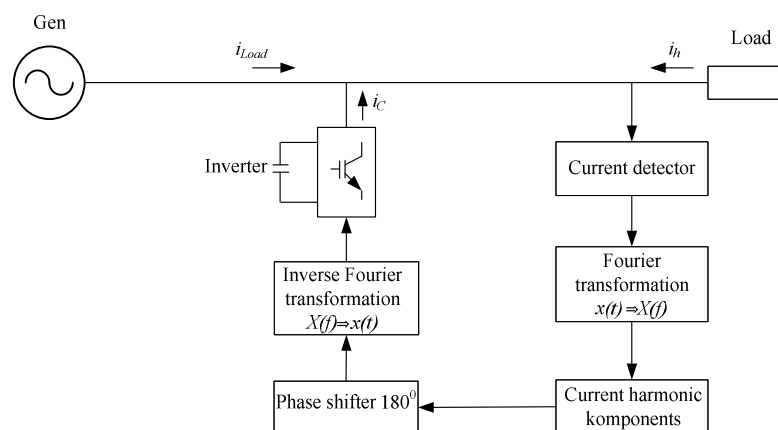 Gen
i_Load
i_h
Load
i_C
Inverter
Current detector
Inverse Fourier
transformation
X(f)⇒x(t)
Fourier
transformation
x(t)⇒X(f)
Phase shifter 180⁰
Current harmonic
komponents